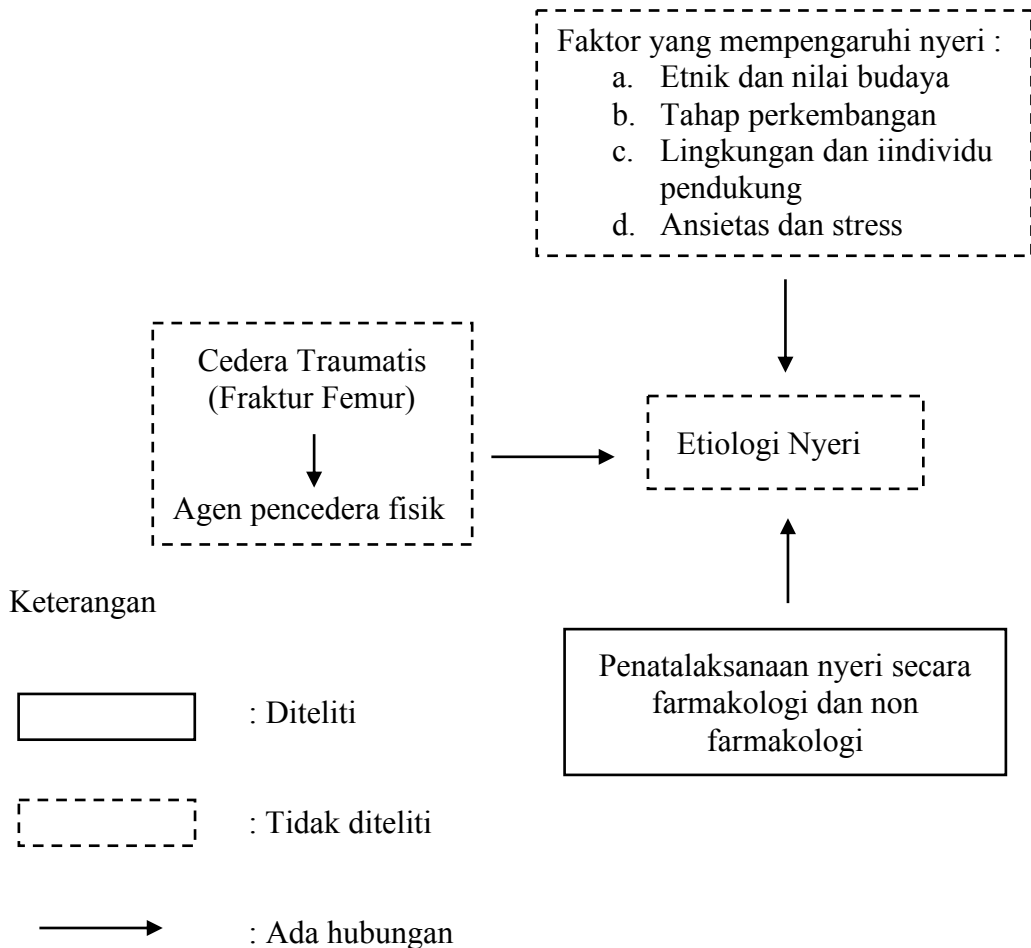 Faktor yang mempengaruhi nyeri :
a. Etnik dan nilai budaya
b. Tahap perkembangan
c. Lingkungan dan iindividu
pendukung
d. Ansietas dan stress
Cedera Traumatis
(Fraktur Femur)
Agen pencedera fisik
Etiologi Nyeri
Penatalaksanaan nyeri secara
farmakologi dan non
farmakologi
Keterangan
: Diteliti
: Tidak diteliti
: Ada hubungan